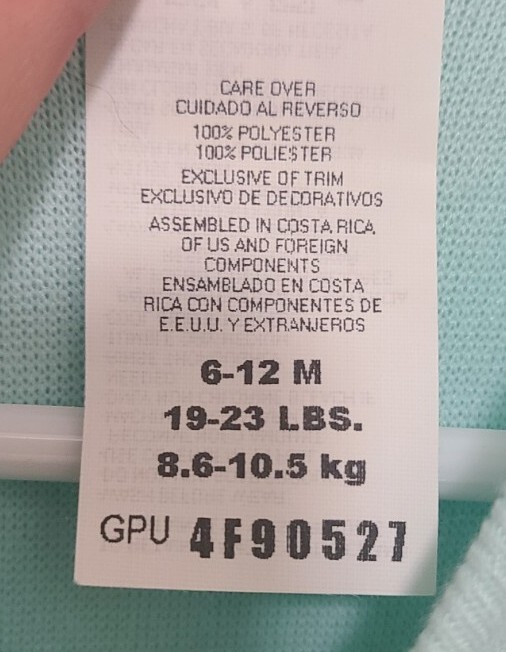 CARE OVER
CUIDADO AL REVERSO
100% POLYESTER
100% POLIESTER
EXCLUSIVE OF TRIM
EXCLUSIVO DE DECORATIVOS
ASSEMBLED IN COSTA RICA
OF US AND FOREIGN
COMPONENTS
ENSAMBLADO EN COSTA
RICA CON COMPONENTES DE
E.E.U.U. Y EXTRANJEROS
6-12 M
19-23 LBS.
8.6-10.5 kg
GPU 4F90527